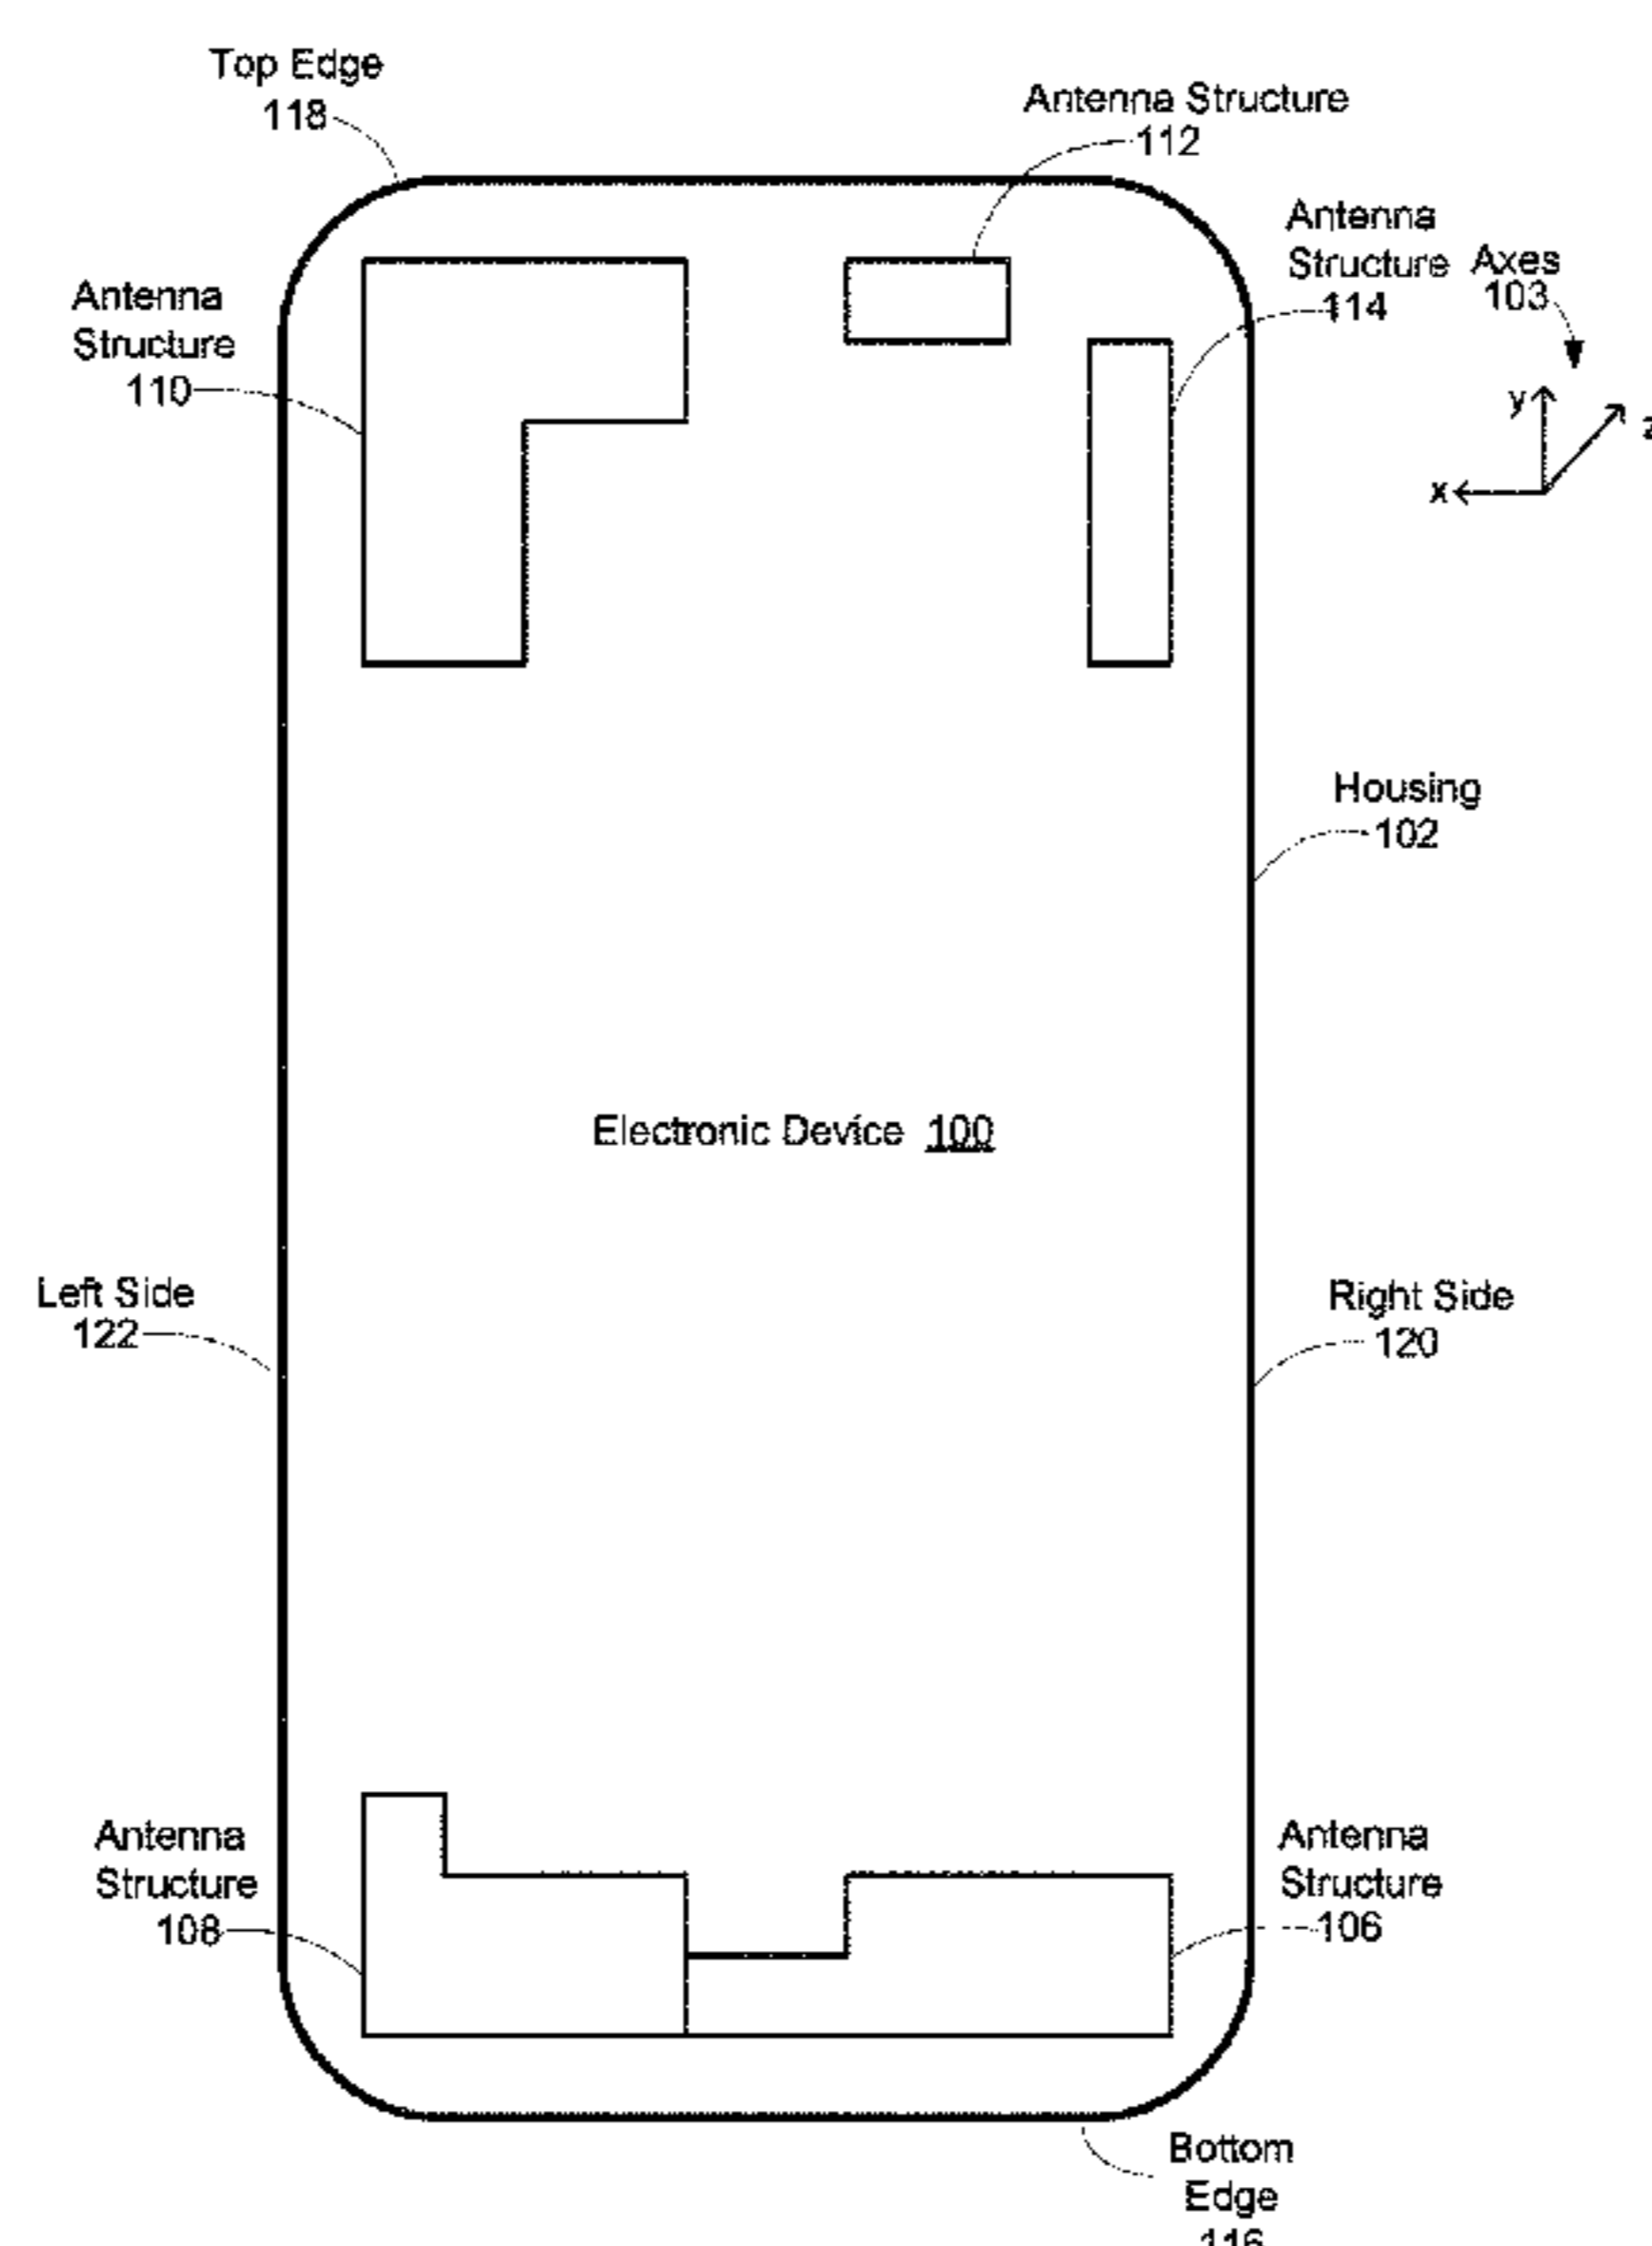 Top Edge
118
Antenna Structure
112
Antenna
Structure
114
Axes
103
Antenna
Structure
110
y
z
x
Housing
102
Electronic Device 100
Left Side
122
Right Side
120
Antenna
Structure
108
Antenna
Structure
106
Bottom
Edge
116